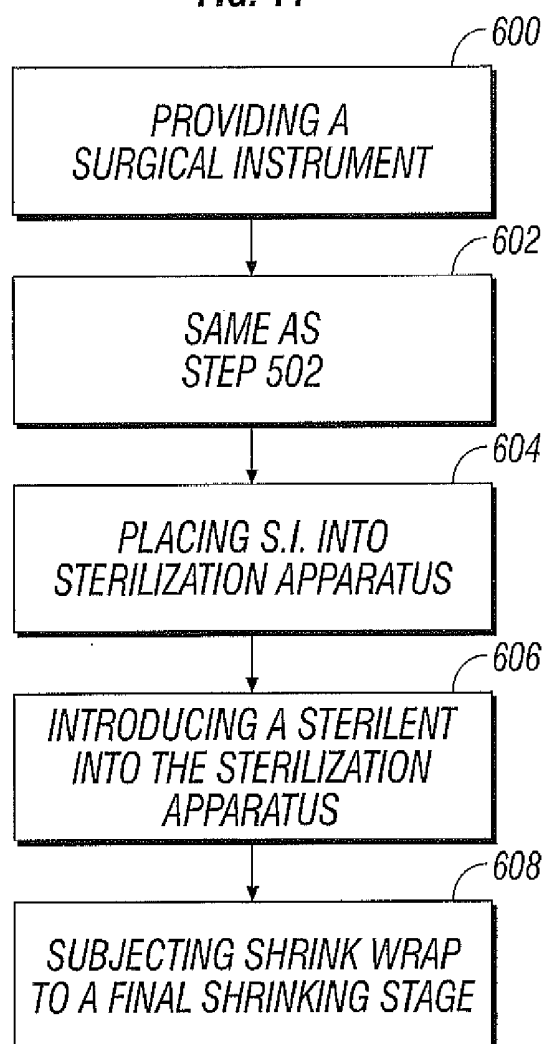 FIG. 11
600
PROVIDING A
SURGICAL INSTRUMENT
602
SAME AS
STEP 502
604
PLACING S.I. INTO
STERILIZATION APPARATUS
606
INTRODUCING A STERILENT
INTO THE STERILIZATION
APPARATUS
608
SUBJECTING SHRINK WRAP
TO A FINAL SHRINKING STAGE